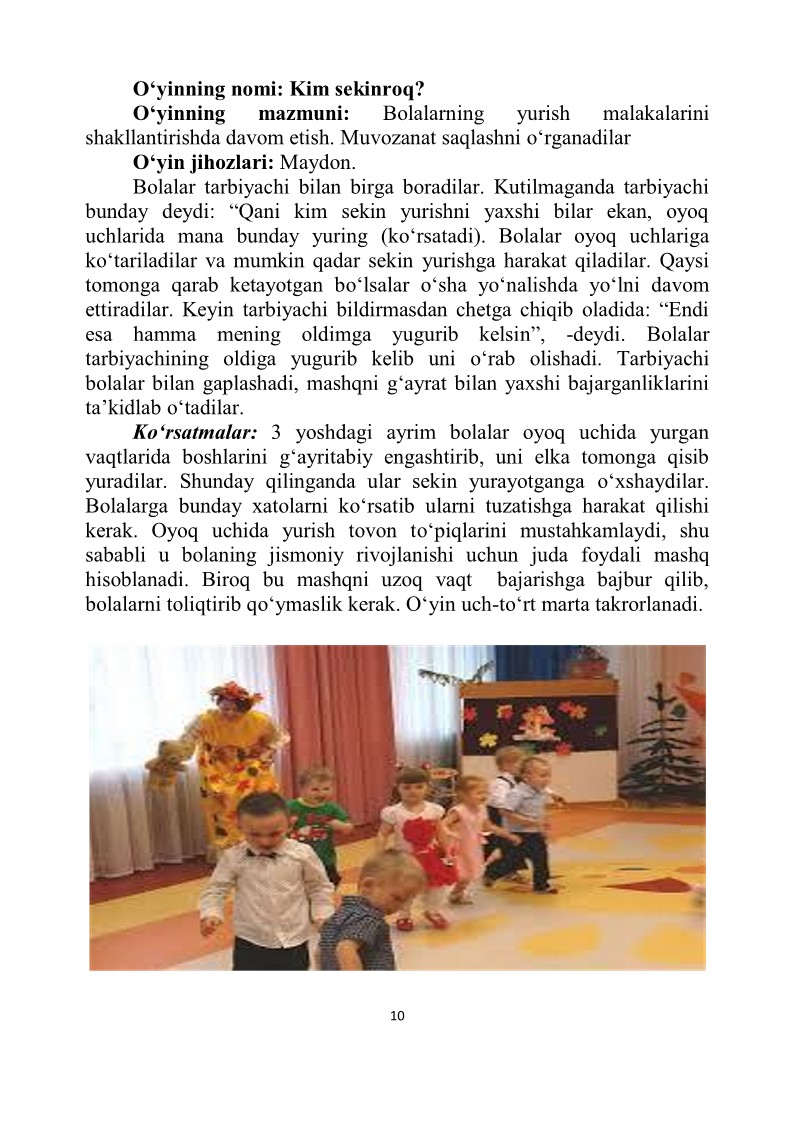 O‘yinning nomi: Kim sekinroq?
O‘yinning mazmuni: Bolalarning yurish malakalarini
shakllantirishda davom etish. Muvozanat saqlashni o‘rganadilar
O‘yin jihozlari: Maydon.
Bolalar tarbiyachi bilan birga boradilar. Kutilmaganda tarbiyachi
bunday deydi: “Qani kim sekin yurishni yaxshi bilar ekan, oyoq
uchlarida mana bunday yuring (ko‘rsatadi). Bolalar oyoq uchlariga
ko‘tariladilar va mumkin qadar sekin yurishga harakat qiladilar. Qaysi
tomonga qarab ketayotgan bo‘lsalar o‘sha yo‘nalishda yo‘lni davom
ettiradilar. Keyin tarbiyachi bildirmasdan chetga chiqib oladida: “Endi
esa hamma mening oldimga yugurib kelsin”, -deydi. Bolalar
tarbiyachining oldiga yugurib kelib uni o‘rab olishadi. Tarbiyachi
bolalar bilan gaplashadi, mashqni g‘ayrat bilan yaxshi bajarganliklarini
ta’kidlab o‘tadilar.
Ko‘rsatmalar: 3 yoshdagi ayrim bolalar oyoq uchida yurgan
vaqtlarida boshlarini g‘ayritabiy engashtirib, uni elka tomonga qisib
yuradilar. Shunday qilinganda ular sekin yurayotganga o‘xshaydilar.
Bolalarga bunday xatolarni ko‘rsatib ularni tuzatishga harakat qilishi
kerak. Oyoq uchida yurish tovon to‘piqlarini mustahkamlaydi, shu
sababli u bolaning jismoniy rivojlanishi uchun juda foydali mashq
hisoblanadi. Biroq bu mashqni uzoq vaqt bajarishga bajbur qilib,
bolalarni toliqtirib qo‘ymaslik kerak. O‘yin uch-to‘rt marta takrorlanadi.
10